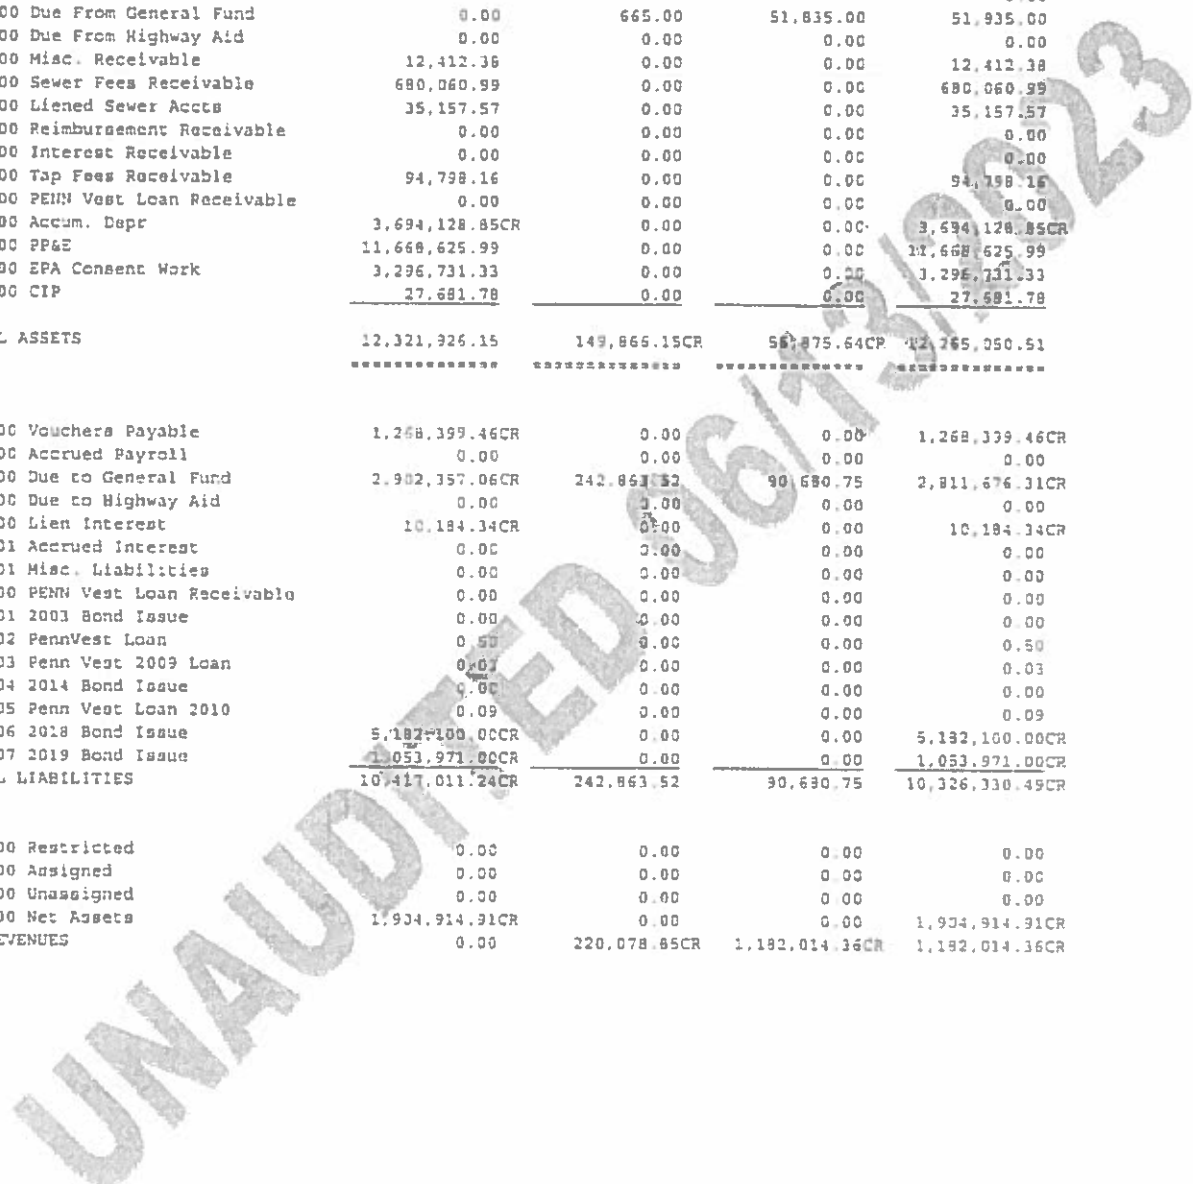 00 Due From General Fund 0.00 665.00 51,835.00 51,935.00
00 Due From Highway Aid 0.00 0.00 0.00 0.00
00 Misc. Receivable 12,412.38 0.00 0.00 12,412.38
00 Sewer Fees Receivable 680,060.99 0.00 0.00 680,060.99
00 Liened Sewer Accts 35,157.57 0.00 0.00 35,157.57
00 Reimbursement Receivable 0.00 0.00 0.00 0.00
00 Interest Receivable 0.00 0.00 0.00 0.00
00 Tap Fees Receivable 94,798.16 0.00 0.00 94,798.16
00 PENN Vest Loan Receivable 0.00 0.00 0.00 0.00
00 Accum. Depr 3,694,128.85CR 0.00 0.00 3,694,128.85CR
00 PP&E 11,668,625.99 0.00 0.00 11,668,625.99
00 EPA Consent Work 3,296,731.33 0.00 0.00 3,296,731.33
00 CIP 27,681.78 0.00 0.00 27,681.78
L ASSETS 12,321,926.15 149,865.15CR 56,875.64CR 12,265,050.51
00 Vouchers Payable 1,268,399.46CR 0.00 0.00 1,268,399.46CR
00 Accrued Payroll 0.00 0.00 0.00 0.00
00 Due to General Fund 2,902,357.06CR 242,863.52 90,680.75 2,811,676.31CR
00 Due to Highway Aid 0.00 0.00 0.00 0.00
00 Lien Interest 10,184.34CR 0.00 0.00 10,184.34CR
01 Accrued Interest 0.00 0.00 0.00 0.00
01 Misc. Liabilities 0.00 0.00 0.00 0.00
00 PENN Vest Loan Receivable 0.00 0.00 0.00 0.00
01 2003 Bond Issue 0.00 0.00 0.00 0.00
02 PennVest Loan 0.50 0.00 0.00 0.50
03 Penn Vest 2009 Loan 0.03 0.00 0.00 0.03
04 2014 Bond Issue 0.00 0.00 0.00 0.00
05 Penn Vest Loan 2010 0.09 0.00 0.00 0.09
06 2018 Bond Issue 5,182,100.00CR 0.00 0.00 5,182,100.00CR
07 2019 Bond Issue 1,053,971.00CR 0.00 0.00 1,053,971.00CR
L LIABILITIES 10,417,011.24CR 242,863.52 90,680.75 10,326,330.49CR
00 Restricted 0.00 0.00 0.00 0.00
00 Assigned 0.00 0.00 0.00 0.00
00 Unassigned 0.00 0.00 0.00 0.00
00 Net Assets 1,904,914.91CR 0.00 0.00 1,904,914.91CR
EVENUES 0.00 220,078.85CR 1,182,014.36CR 1,182,014.36CR
UNAUDITED 06/13/2023